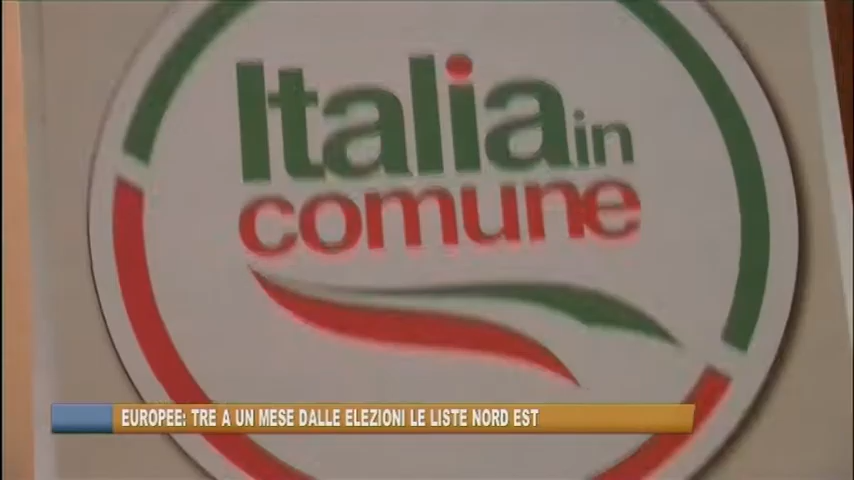 Italia in
comune
EUROPEE: TRE A UN MESE DALLE ELEZIONI LE LISTE NORD EST